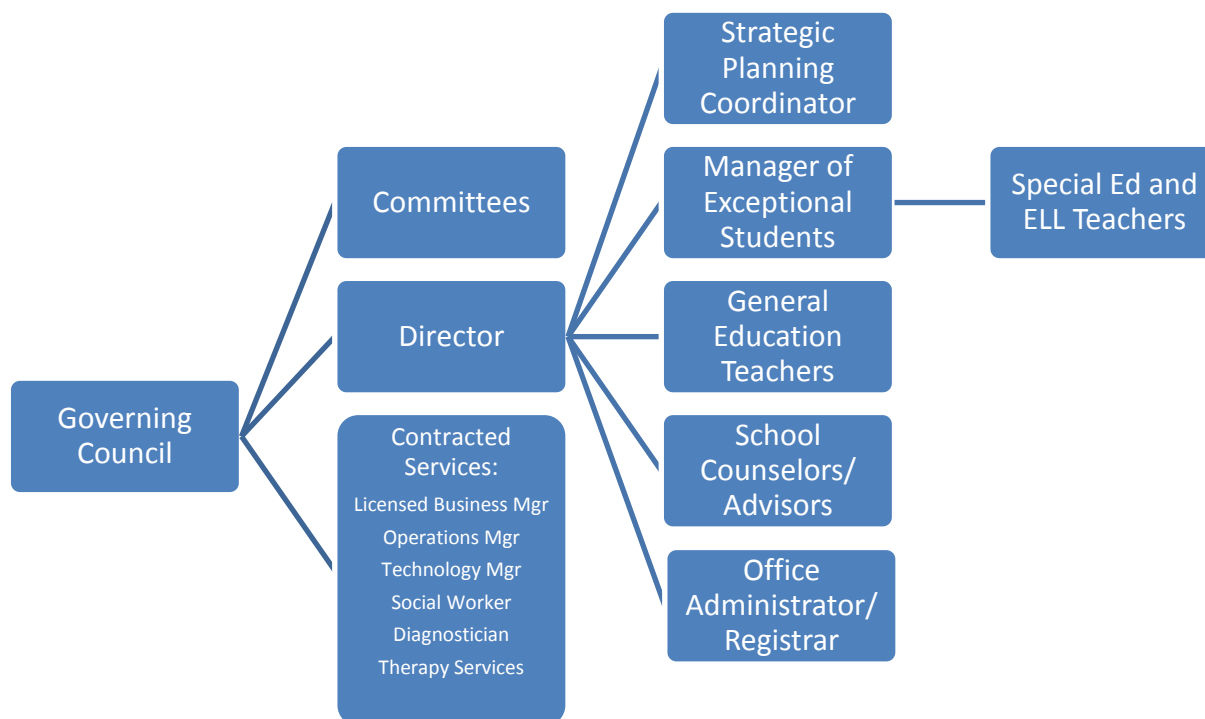 Governing
Council
Committees
Director
Contracted
Services:
Licensed Business Mgr
Operations Mgr
Technology Mgr
Social Worker
Diagnostician
Therapy Services
Strategic
Planning
Coordinator
Manager of
Exceptional
Students
General
Education
Teachers
School
Counselors/
Advisors
Office
Administrator/
Registrar
Special Ed and
ELL Teachers